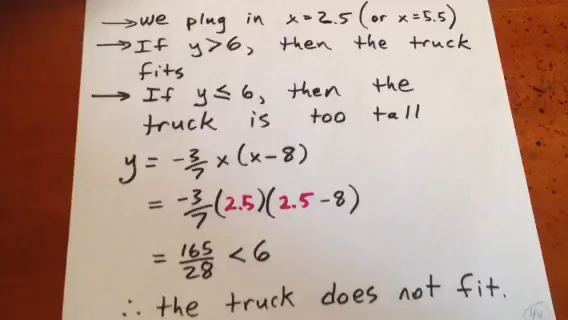 → we plug in x = 2.5 (or x = 5.5)
→ If y > 6, then the truck
fits
→ If y ≤ 6, then the
truck is too tall
y = -3/7 x (x - 8)
= -3/7 (2.5)(2.5 - 8)
= 165/28 < 6
∴ the truck does not fit.